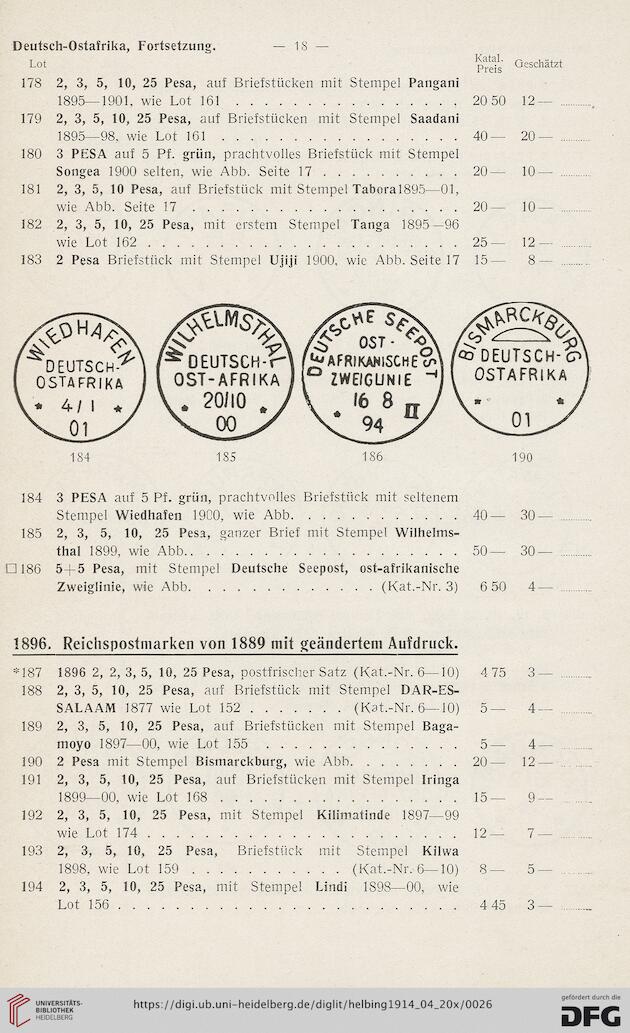 Deutsch-Ostafrika, Fortsetzung. — 18 —
Lot Katal.-Preis Geschätzt
178 2, 3, 5, 10, 25 Pesa, auf Briefstücken mit Stempel Pangani
1895—1901, wie Lot 161 . . . . . . . . . . . . . . . . 20 50 12 —
179 2, 3, 5, 10, 25 Pesa, auf Briefstücken mit Stempel Saadani
1895—98, wie Lot 161 . . . . . . . . . . . . . . . . . 40 — 20 —
180 3 PESA auf 5 Pf. grün, prachtvolles Briefstück mit Stempel
Songea 1900 selten, wie Abb. Seite 17 . . . . . . . . . . 20 — 10 —
181 2, 3, 5, 10 Pesa, auf Briefstück mit Stempel Tabora 1895—01,
wie Abb. Seite 17 . . . . . . . . . . . . . . . . . . . 20 — 10 —
182 2, 3, 5, 10, 25 Pesa, mit erstem Stempel Tanga 1895—96
wie Lot 162 . . . . . . . . . . . . . . . . . . . . . . 25 — 12 —
183 2 Pesa Briefstück mit Stempel Ujiji 1900, wie Abb. Seite 17 15 — 8 —
WIEDHAFEN
DEUTSCH-
OSTAFRIKA
* 4/1 *
01
184
WILHELMSTHAL
DEUTSCH-
OST-AFRIKA
* 20/10 *
00
185
DEUTSCHE SEEPOST
OST-
AFRIKANISCHE
ZWEIGLINIE
16 8
* 94 II
186
BISMARCKBURG
DEUTSCH-
OSTAFRIKA
* *
01
190
184 3 PESA auf 5 Pf. grün, prachtvolles Briefstück mit seltenem
Stempel Wiedhafen 1900, wie Abb. . . . . . . . . . . . . 40 — 30 —
185 2, 3, 5, 10, 25 Pesa, ganzer Brief mit Stempel Wilhelms-
thal 1899, wie Abb. . . . . . . . . . . . . . . . . . . . 50 — 30 —
□ 186 5+5 Pesa, mit Stempel Deutsche Seepost, ost-afrikanische
Zweiglinie, wie Abb. . . . . . . . . . . . . . (Kat.-Nr. 3) 6 50 4 —
1896. Reichspostmarken von 1889 mit geändertem Aufdruck.
*187 1896 2, 2, 3, 5, 10, 25 Pesa, postfrischer Satz (Kat.-Nr. 6—10) 4 75 3 —
188 2, 3, 5, 10, 25 Pesa, auf Briefstück mit Stempel DAR-ES-
SALAAM 1877 wie Lot 152 . . . . . . . (Kat.-Nr. 6—10) 5 — 4 —
189 2, 3, 5, 10, 25 Pesa, auf Briefstücken mit Stempel Baga-
moyo 1897—00, wie Lot 155 . . . . . . . . . . . . . . 5 — 4 —
190 2 Pesa mit Stempel Bismarckburg, wie Abb. . . . . . . . . 20 — 12 —
191 2, 3, 5, 10, 25 Pesa, auf Briefstücken mit Stempel Iringa
1899—00, wie Lot 168 . . . . . . . . . . . . . . . . . 15 — 9 —
192 2, 3, 5, 10, 25 Pesa, mit Stempel Kilimatinde 1897—99
wie Lot 174 . . . . . . . . . . . . . . . . . . . . . . 12 — 7 —
193 2, 3, 5, 10, 25 Pesa, Briefstück mit Stempel Kilwa
1898, wie Lot 159 . . . . . . . . . . . (Kat.-Nr. 6—10) 8 — 5 —
194 2, 3, 5, 10, 25 Pesa, mit Stempel Lindi 1898—00, wie
Lot 156 . . . . . . . . . . . . . . . . . . . . . . . . 4 45 3 —
UNIVERSITÄTS-
BIBLIOTHEK
HEIDELBERG
https://digi.ub.uni-heidelberg.de/diglit/helbing1914_04_20x/0026
gefördert durch die
DFG